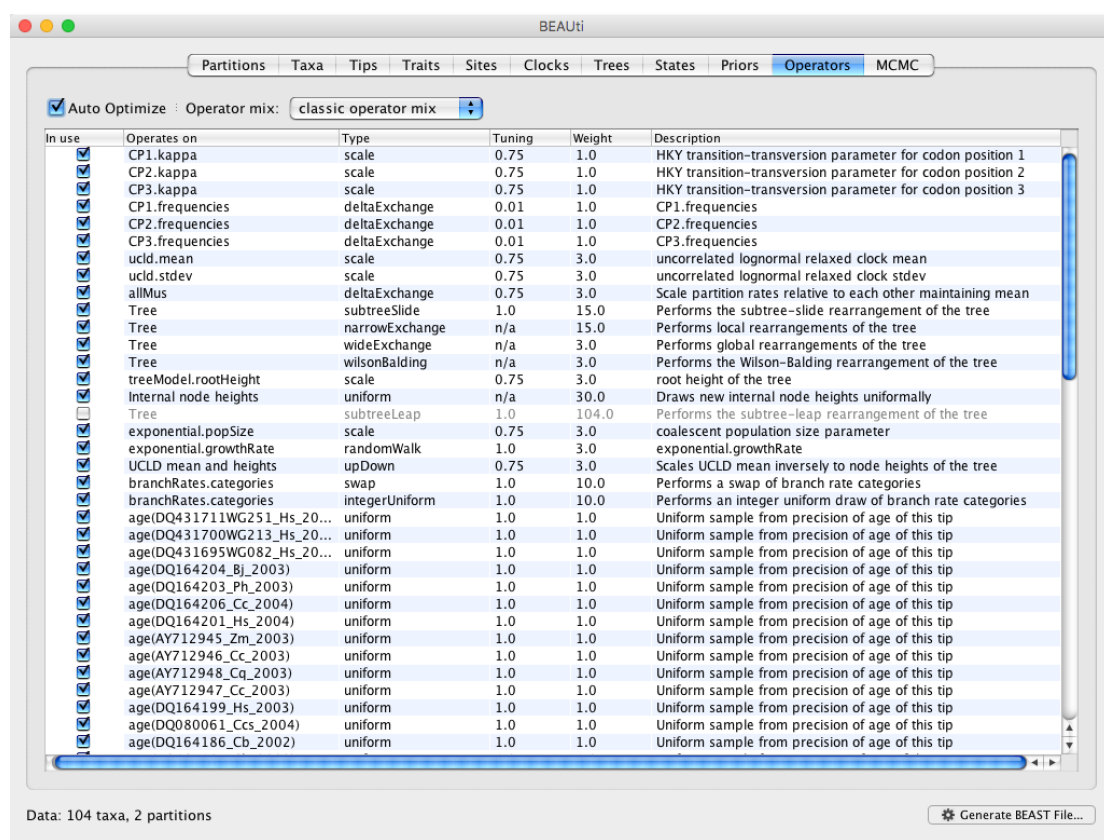 BEAUti
Partitions Taxa Tips Traits Sites Clocks Trees States Priors Operators MCMC
Auto Optimize Operator mix: classic operator mix
In use Operates on Type Tuning Weight Description
CP1.kappa scale 0.75 1.0 HKY transition-transversion parameter for codon position 1
CP2.kappa scale 0.75 1.0 HKY transition-transversion parameter for codon position 2
CP3.kappa scale 0.75 1.0 HKY transition-transversion parameter for codon position 3
CP1.frequencies deltaExchange 0.01 1.0 CP1.frequencies
CP2.frequencies deltaExchange 0.01 1.0 CP2.frequencies
CP3.frequencies deltaExchange 0.01 1.0 CP3.frequencies
ucld.mean scale 0.75 3.0 uncorrelated lognormal relaxed clock mean
ucld.stdev scale 0.75 3.0 uncorrelated lognormal relaxed clock stdev
allMus deltaExchange 0.75 3.0 Scale partition rates relative to each other maintaining mean
Tree subtreeSlide 1.0 15.0 Performs the subtree-slide rearrangement of the tree
Tree narrowExchange n/a 15.0 Performs local rearrangements of the tree
Tree wideExchange n/a 3.0 Performs global rearrangements of the tree
Tree wilsonBalding n/a 3.0 Performs the Wilson-Balding rearrangement of the tree
treeModel.rootHeight scale 0.75 3.0 root height of the tree
Internal node heights uniform n/a 30.0 Draws new internal node heights uniformly
Tree subtreeLeap 1.0 104.0 Performs the subtree-leap rearrangement of the tree
exponential.popSize scale 0.75 3.0 coalescent population size parameter
exponential.growthRate randomWalk 1.0 3.0 exponential.growthRate
UCLD mean and heights upDown 0.75 3.0 Scales UCLD mean inversely to node heights of the tree
branchRates.categories swap 1.0 10.0 Performs a swap of branch rate categories
branchRates.categories integerUniform 1.0 10.0 Performs an integer uniform draw of branch rate categories
age(DQ431711WG251_Hs_20... uniform 1.0 1.0 Uniform sample from precision of age of this tip
age(DQ431700WG213_Hs_20... uniform 1.0 1.0 Uniform sample from precision of age of this tip
age(DQ431695WG082_Hs_20... uniform 1.0 1.0 Uniform sample from precision of age of this tip
age(DQ164204_Bj_2003) uniform 1.0 1.0 Uniform sample from precision of age of this tip
age(DQ164203_Ph_2003) uniform 1.0 1.0 Uniform sample from precision of age of this tip
age(DQ164206_Cc_2004) uniform 1.0 1.0 Uniform sample from precision of age of this tip
age(DQ164201_Hs_2004) uniform 1.0 1.0 Uniform sample from precision of age of this tip
age(AY712945_Zm_2003) uniform 1.0 1.0 Uniform sample from precision of age of this tip
age(AY712946_Cc_2003) uniform 1.0 1.0 Uniform sample from precision of age of this tip
age(AY712948_Cq_2003) uniform 1.0 1.0 Uniform sample from precision of age of this tip
age(AY712947_Cc_2003) uniform 1.0 1.0 Uniform sample from precision of age of this tip
age(DQ164199_Hs_2003) uniform 1.0 1.0 Uniform sample from precision of age of this tip
age(DQ080061_Ccs_2004) uniform 1.0 1.0 Uniform sample from precision of age of this tip
age(DQ164186_Cb_2002) uniform 1.0 1.0 Uniform sample from precision of age of this tip
Data: 104 taxa, 2 partitions
Generate BEAST File...